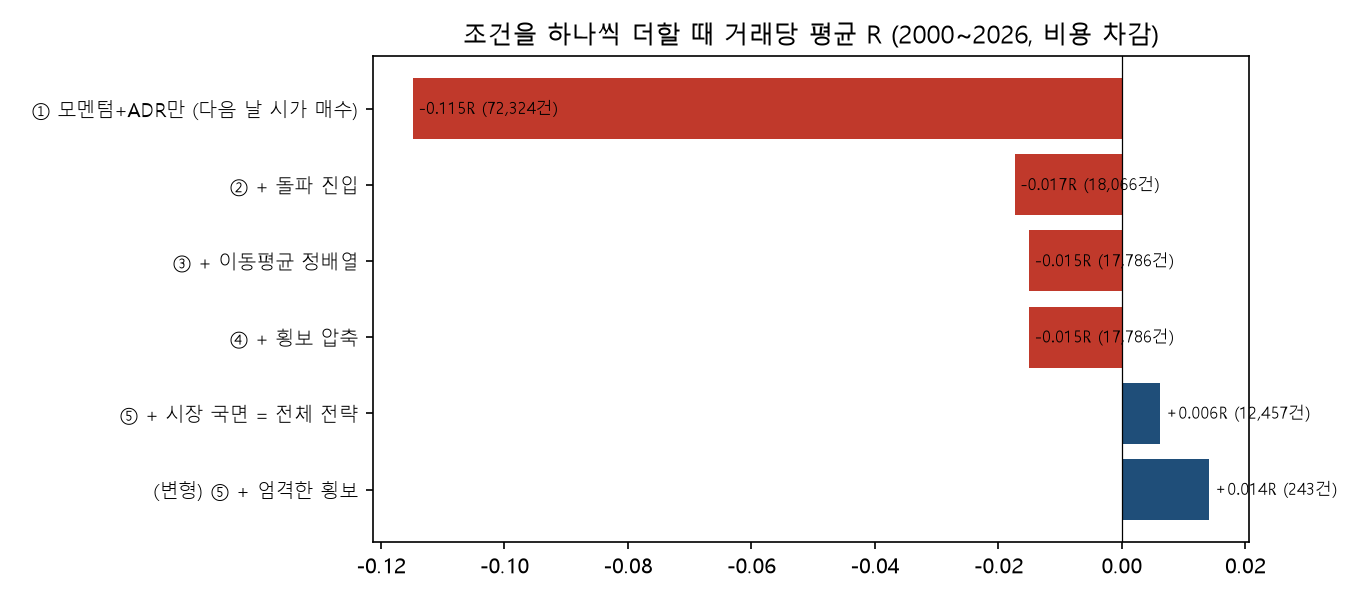 조건을 하나씩 더할 때 거래당 평균 R (2000~2026, 비용 차감)
① 모멘텀+ADR만 (다음 날 시가 매수)
-0.115R (72,324건)
② + 돌파 진입
-0.017R (18,066건)
③ + 이동평균 정배열
-0.015R (17,786건)
④ + 횡보 압축
-0.015R (17,786건)
⑤ + 시장 국면 = 전체 전략
+0.006R (12,457건)
(변형) ⑤ + 엄격한 횡보
+0.014R (243건)
-0.12 -0.10 -0.08 -0.06 -0.04 -0.02 0.00 0.02